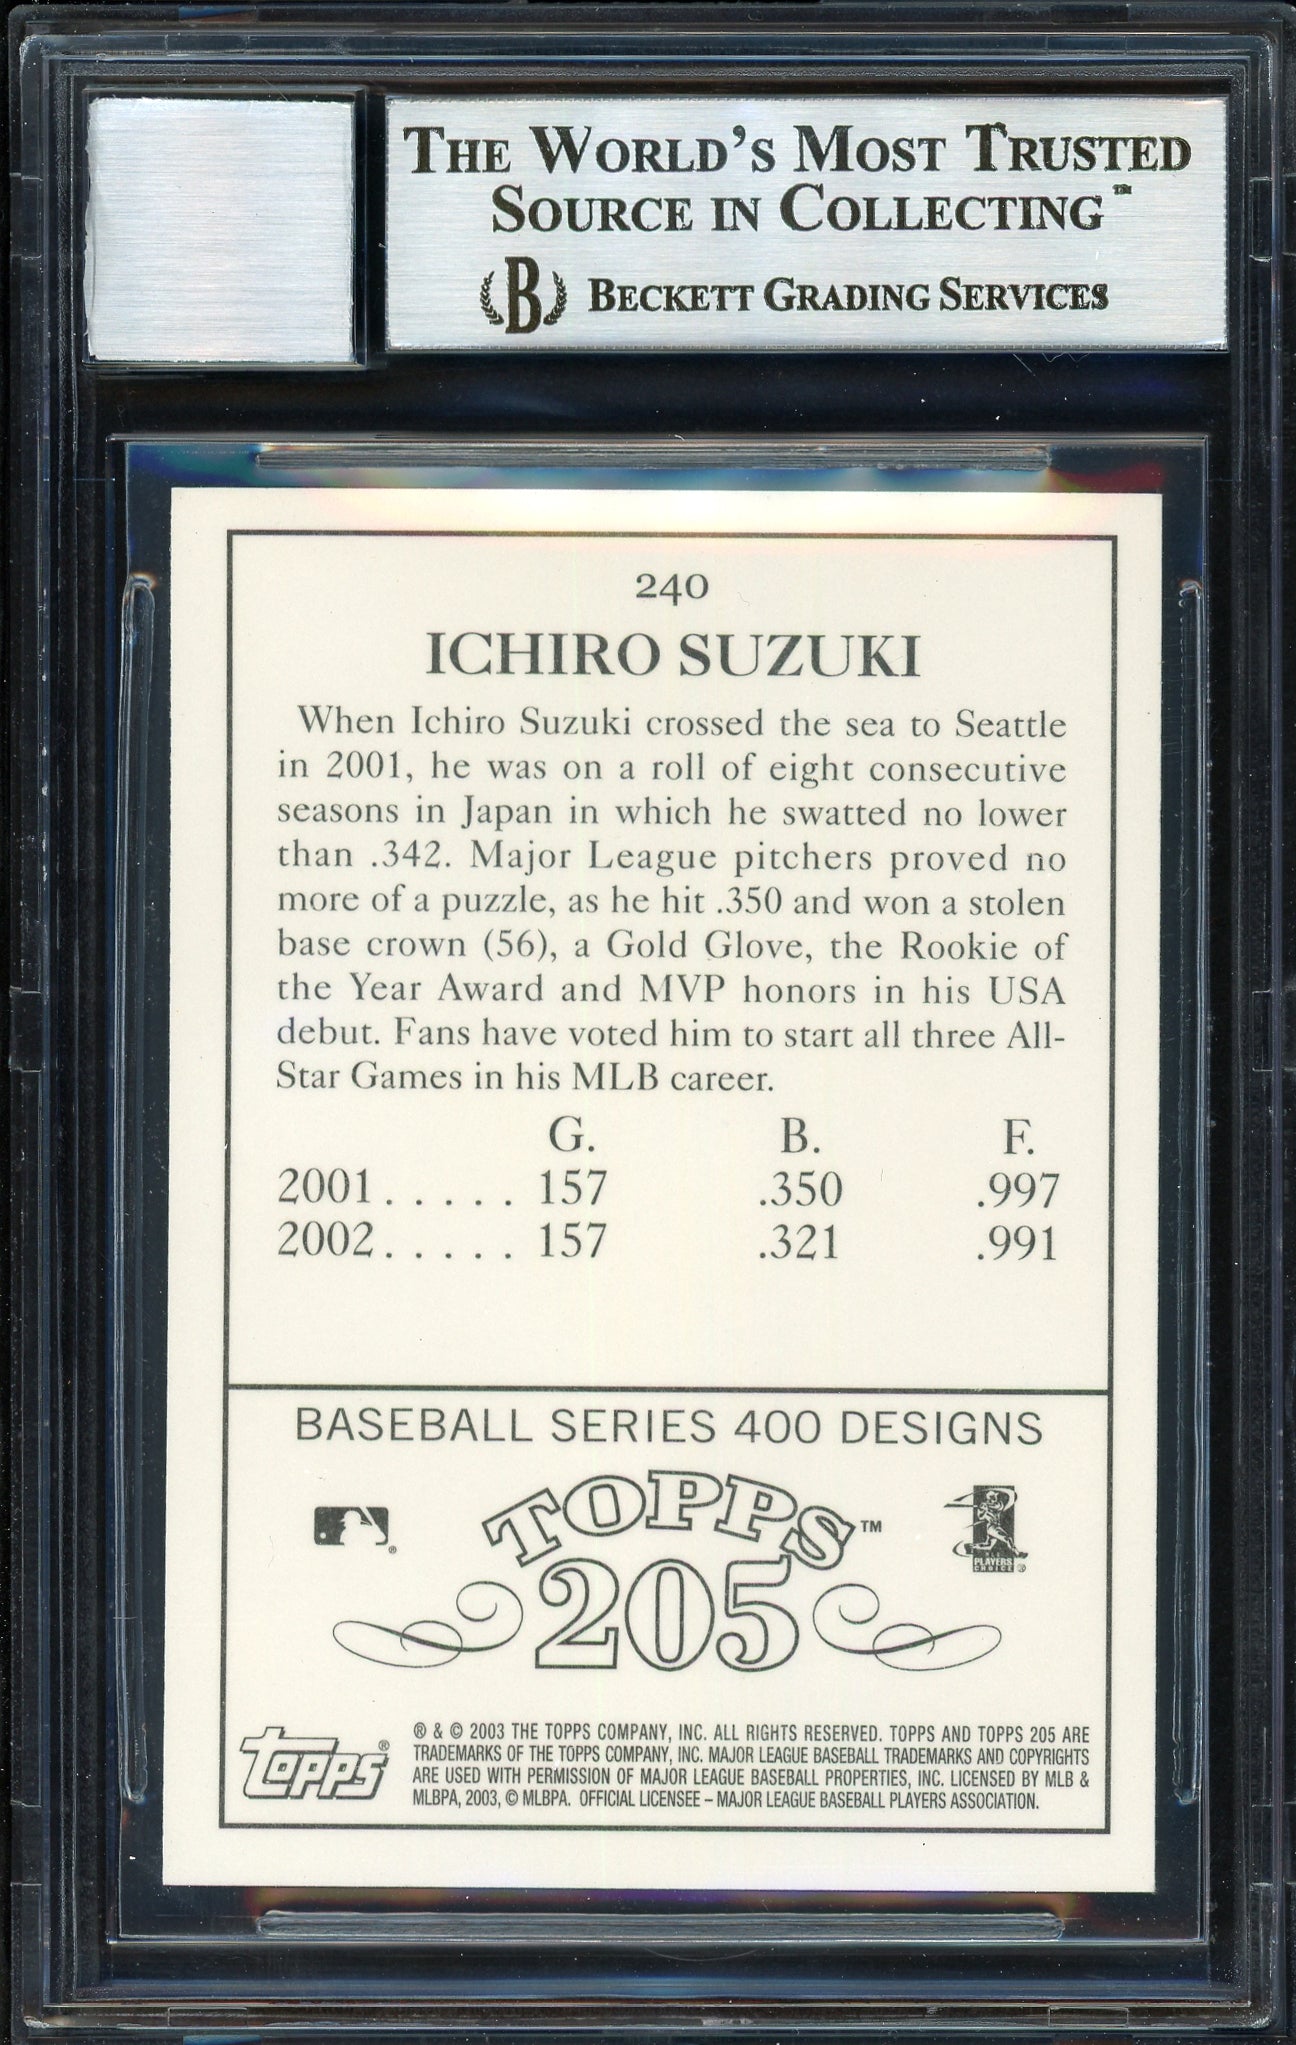 THE WORLD'S MOST TRUSTED
SOURCE IN COLLECTING™
B BECKETT GRADING SERVICES
240
ICHIRO SUZUKI
When Ichiro Suzuki crossed the sea to Seattle
in 2001, he was on a roll of eight consecutive
seasons in Japan in which he swatted no lower
than .342. Major League pitchers proved no
more of a puzzle, as he hit .350 and won a stolen
base crown (56), a Gold Glove, the Rookie of
the Year Award and MVP honors in his USA
debut. Fans have voted him to start all three All-
Star Games in his MLB career.
G. B. F.
2001..... 157 .350 .997
2002..... 157 .321 .991
BASEBALL SERIES 400 DESIGNS
TOPPS™
205
®
PLAYERS
CHOICE ®
Topps®
® & © 2003 THE TOPPS COMPANY, INC. ALL RIGHTS RESERVED. TOPPS AND TOPPS 205 ARE
TRADEMARKS OF THE TOPPS COMPANY, INC. MAJOR LEAGUE BASEBALL TRADEMARKS AND COPYRIGHTS
ARE USED WITH PERMISSION OF MAJOR LEAGUE BASEBALL PROPERTIES, INC. LICENSED BY MLB &
MLBPA, 2003, © MLBPA. OFFICIAL LICENSEE – MAJOR LEAGUE BASEBALL PLAYERS ASSOCIATION.